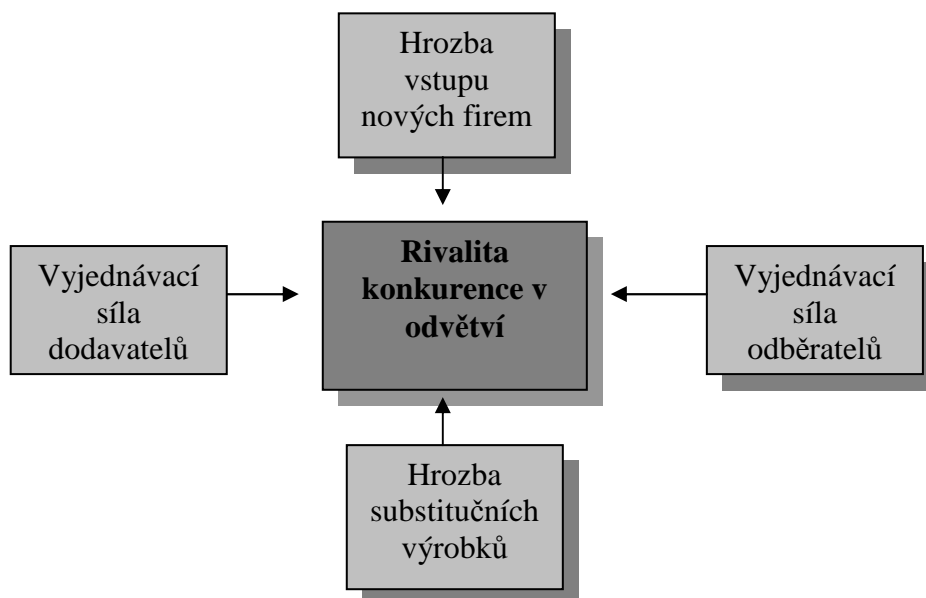 Hrozba
vstupu
nových firem
Vyjednávací
síla
dodavatelů
Rivalita
konkurence v
odvětví
Vyjednávací
síla
odběratelů
Hrozba
substitučních
výrobků